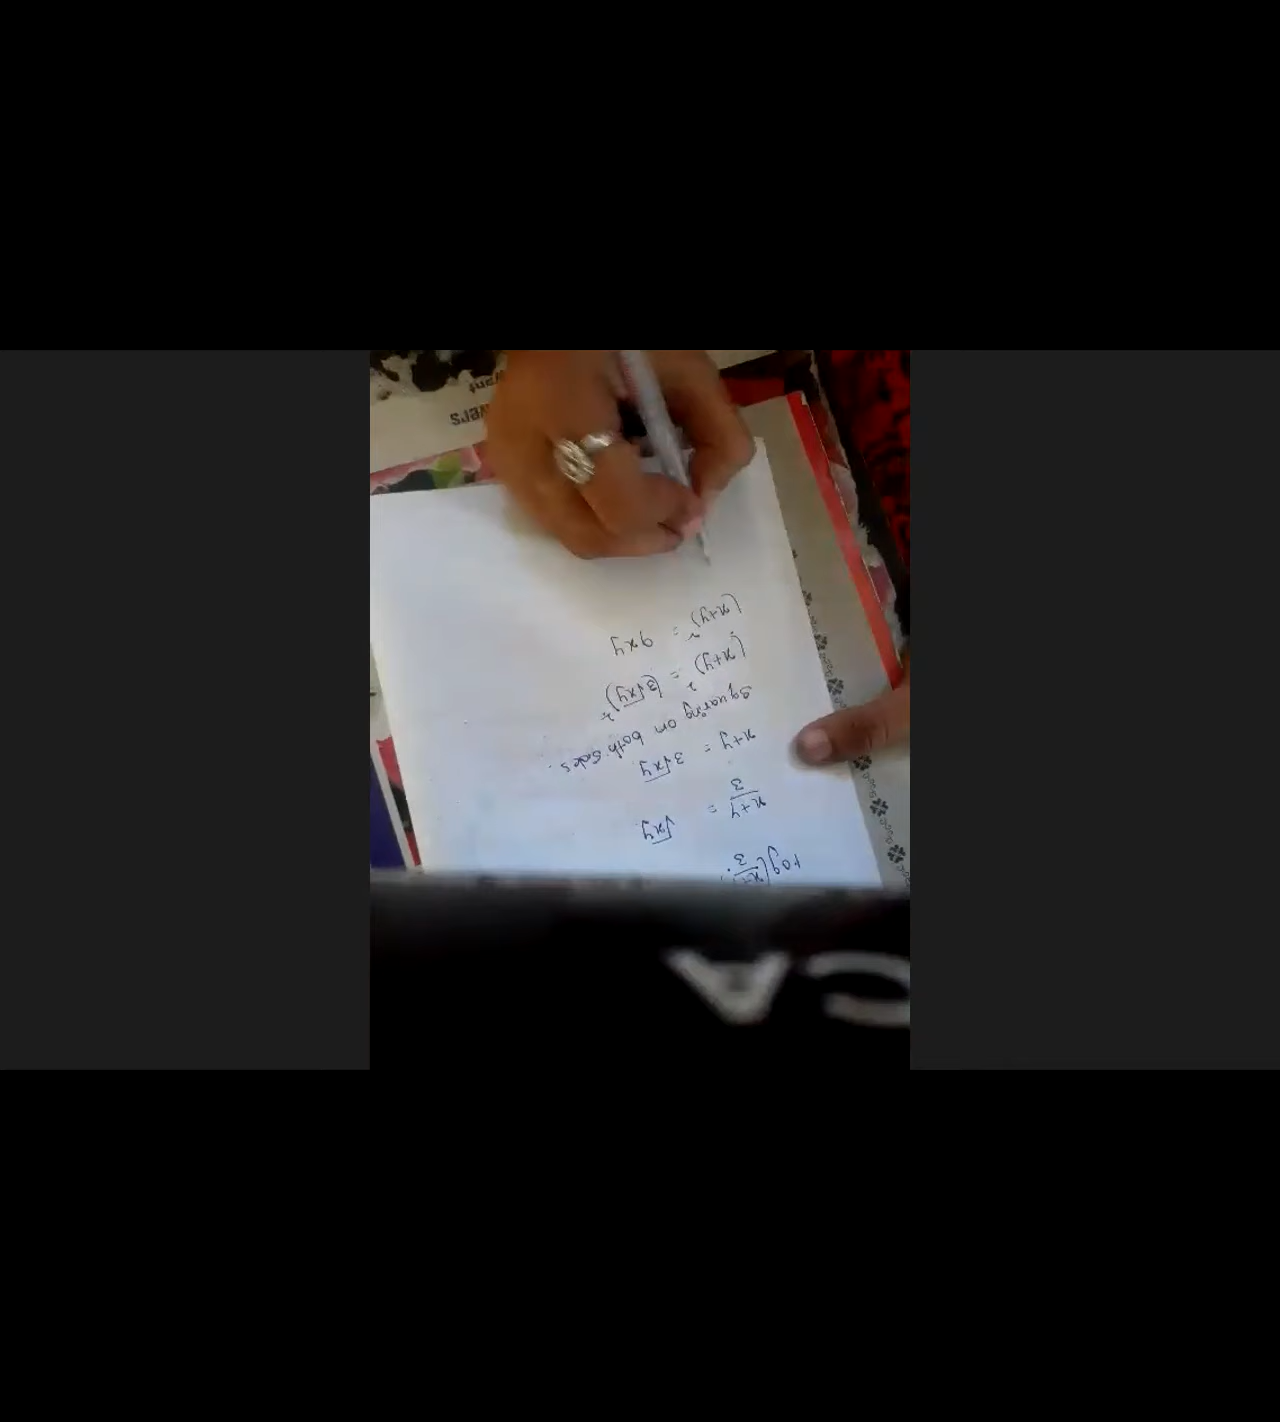 log(x+
3
x+y
3 = √xy
x+y = 3√xy
Squaring on both sides.
(x+y)² = (3√xy)²
(x+y)² = 9xy